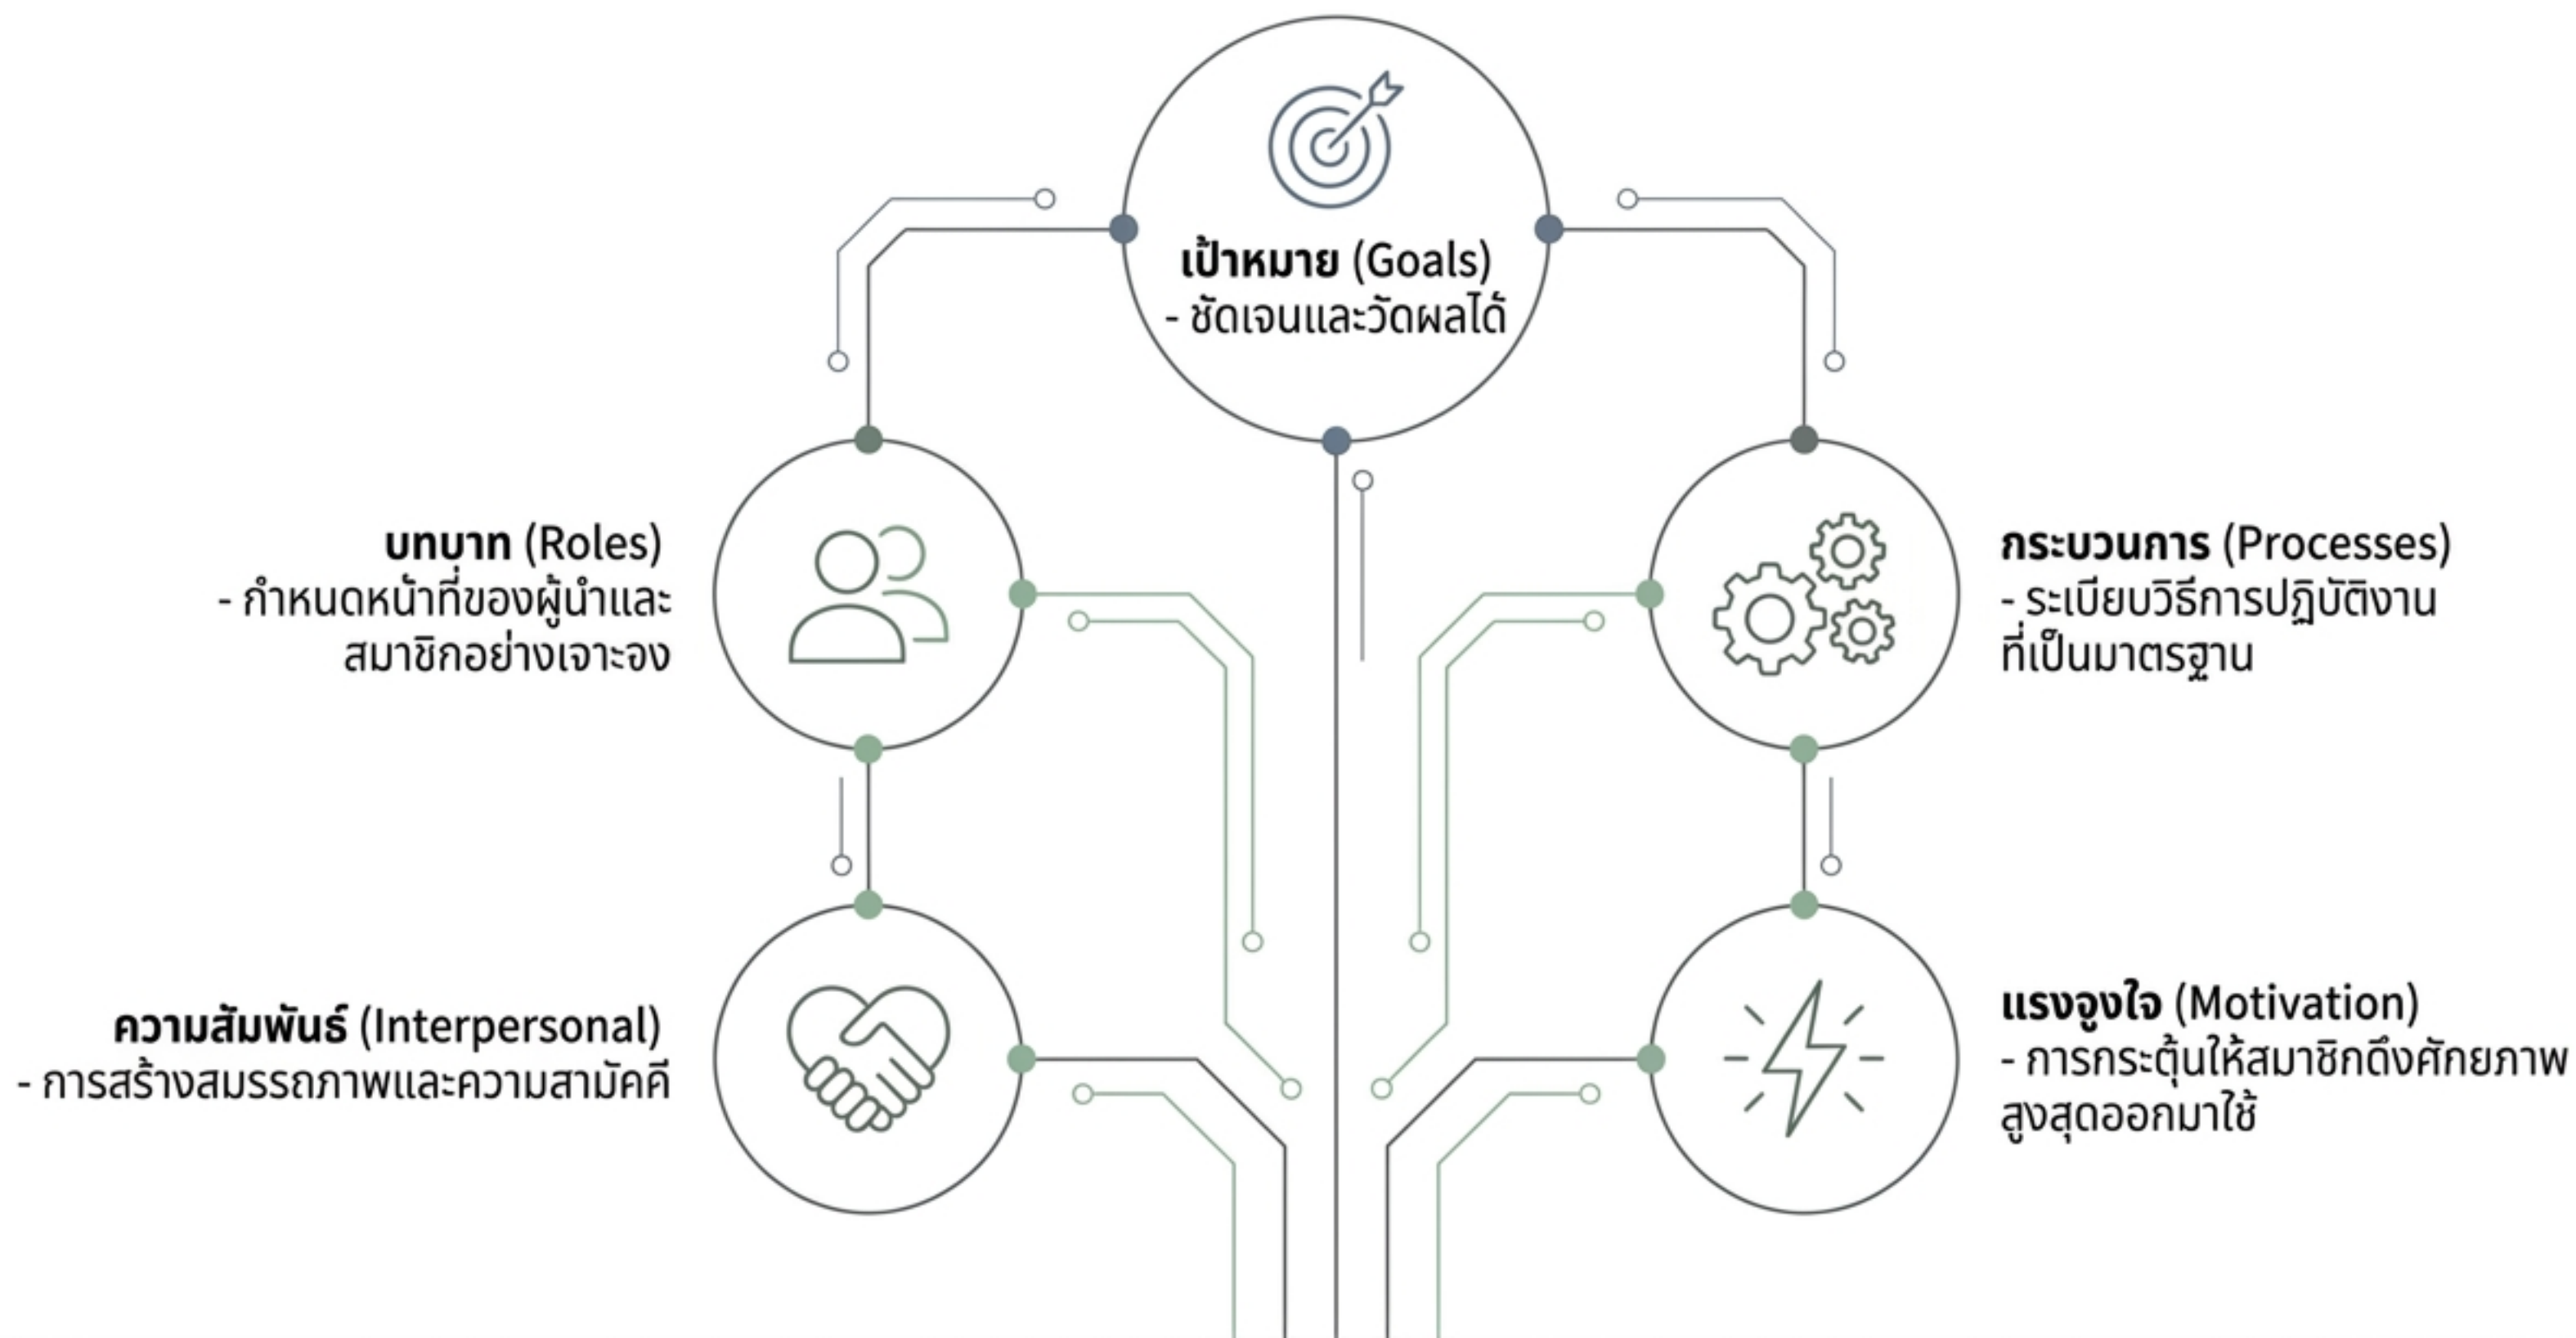 เป้าหมาย (Goals)
- ชัดเจนและวัดผลได้
บทบาท (Roles)
- กำหนดหน้าที่ของผู้นำและ
สมาชิกอย่างเจาะจง
กระบวนการ (Processes)
- ระเบียบวิธีการปฏิบัติงาน
ที่เป็นมาตรฐาน
ความสัมพันธ์ (Interpersonal)
- การสร้างสมรรถภาพและความสามัคคี
แรงจูงใจ (Motivation)
- การกระตุ้นให้สมาชิกดึงศักยภาพ
สูงสุดออกมาใช้